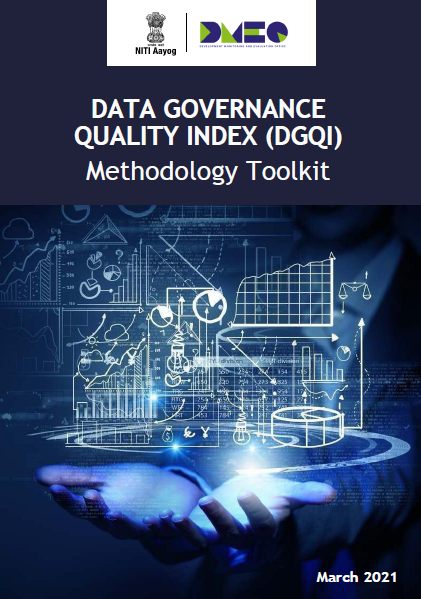 NITI Aayog
DMEO
DEVELOPMENT MONITORING AND EVALUATION OFFICE
DATA GOVERNANCE
QUALITY INDEX (DGQI)
Methodology Toolkit
March 2021